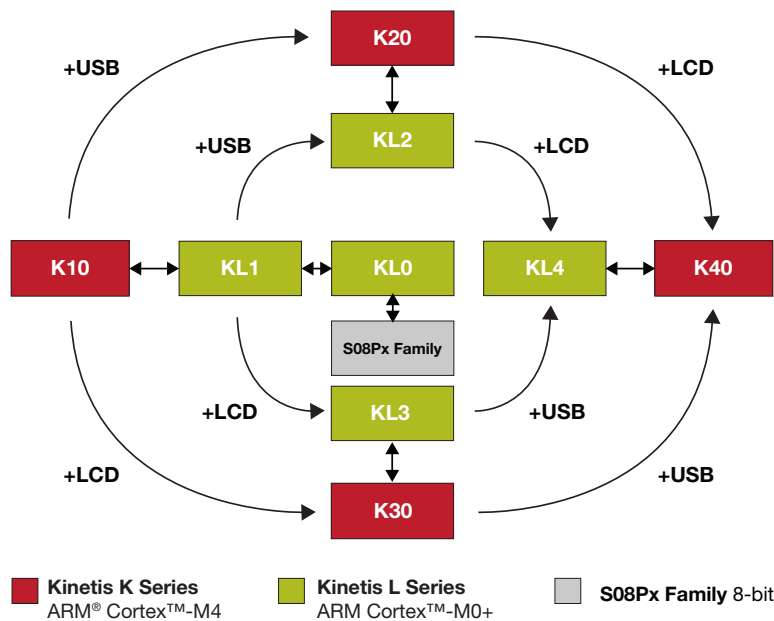 K20
+USB
+LCD
KL2
+USB
+LCD
K10
KL1
KL0
KL4
K40
S08Px Family
KL3
+LCD
+USB
+LCD
+USB
K30
Kinetis K Series
ARM® Cortex™-M4
Kinetis L Series
ARM Cortex™-M0+
S08Px Family 8-bit